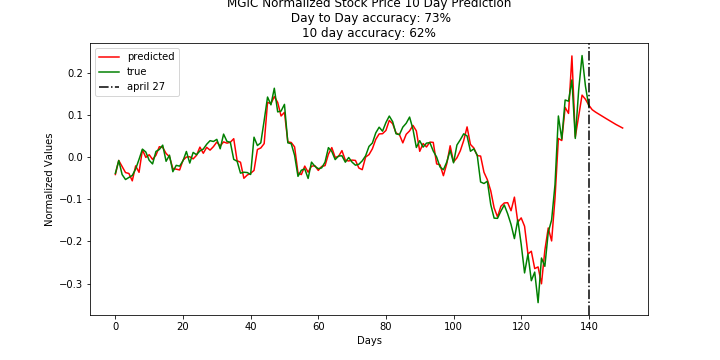 MGIC Normalized Stock Price 10 Day Prediction
Day to Day accuracy: 73%
10 day accuracy: 62%
predicted
true
april 27
Normalized Values
0.2
0.1
0.0
−0.1
−0.2
−0.3
0 20 40 60 80 100 120 140
Days